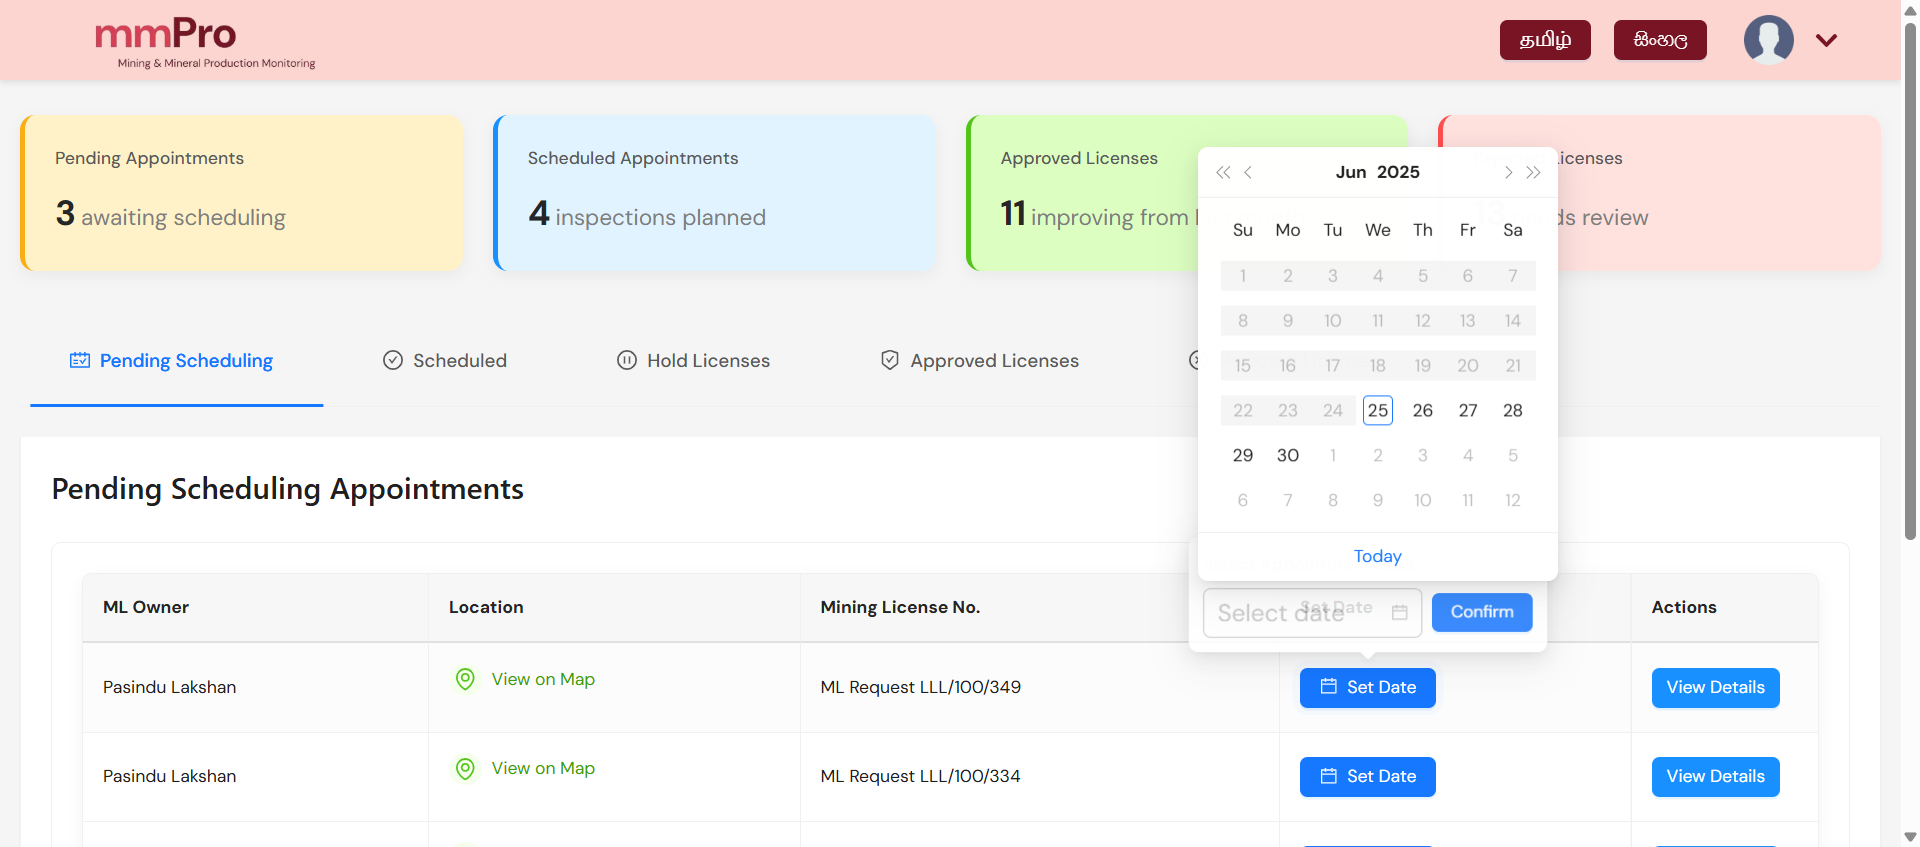 mmPro
Mining & Mineral Production Monitoring
தமிழ்
සිංහල
Pending Appointments
3 awaiting scheduling
Scheduled Appointments
4 inspections planned
Approved Licenses
11 improving from
icenses
13 ds review
Pending Scheduling
Scheduled
Hold Licenses
Approved Licenses
Jun 2025
Su Mo Tu We Th Fr Sa
1 2 3 4 5 6 7
8 9 10 11 12 13 14
15 16 17 18 19 20 21
22 23 24 25 26 27 28
29 30 1 2 3 4 5
6 7 8 9 10 11 12
Today
Pending Scheduling Appointments
ML Owner Location Mining License No. Set Date Actions
Select date Confirm
Pasindu Lakshan View on Map ML Request LLL/100/349 Set Date View Details
Pasindu Lakshan View on Map ML Request LLL/100/334 Set Date View Details